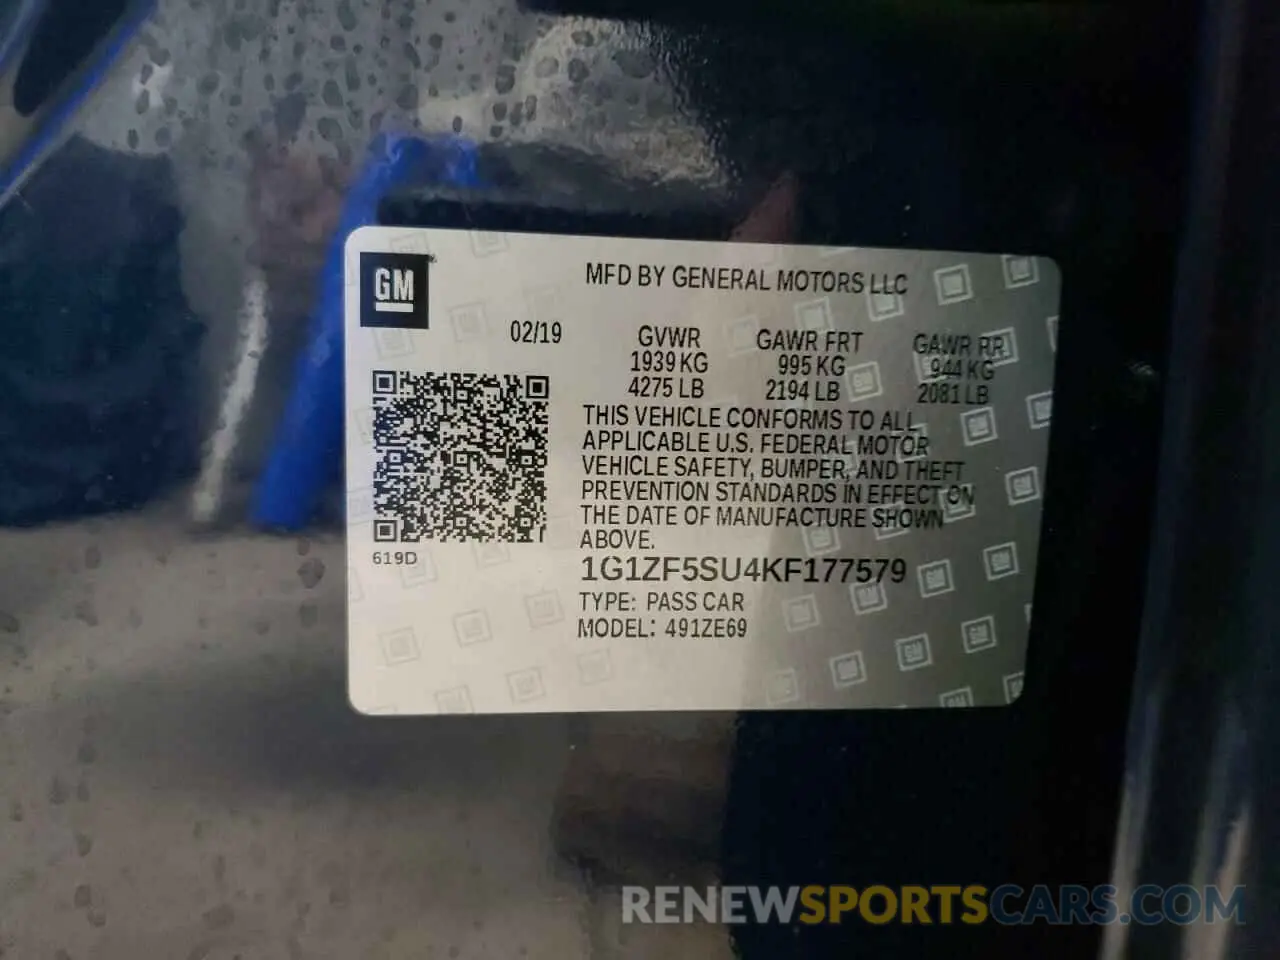 GM
MFD BY GENERAL MOTORS LLC
02/19 GVWR GAWR FRT GAWR RR
1939 KG 995 KG 944 KG
4275 LB 2194 LB 2081 LB
THIS VEHICLE CONFORMS TO ALL
APPLICABLE U.S. FEDERAL MOTOR
VEHICLE SAFETY, BUMPER, AND THEFT
PREVENTION STANDARDS IN EFFECT ON
THE DATE OF MANUFACTURE SHOWN
ABOVE.
619D
1G1ZF5SU4KF177579
TYPE: PASS CAR
MODEL: 491ZE69
RENEWSPORTSCARS.COM